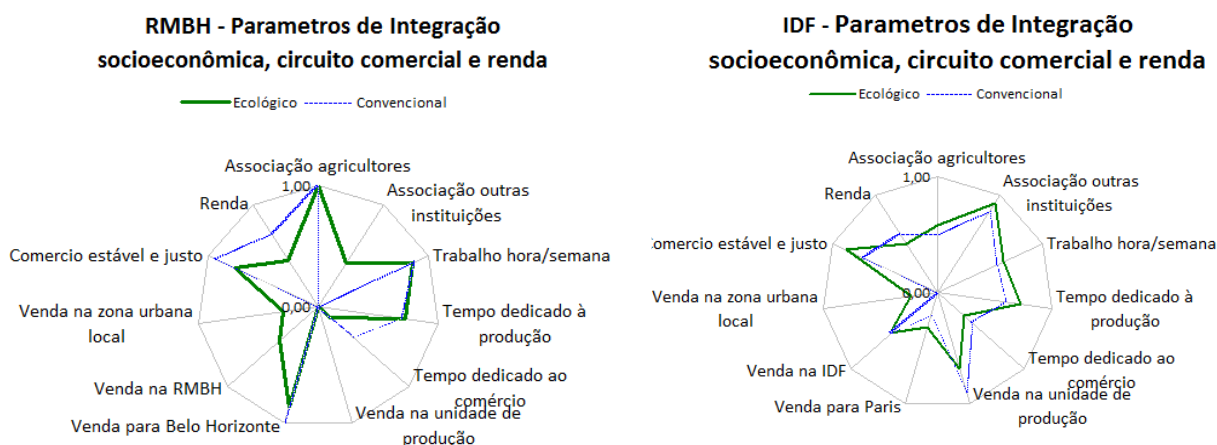 RMBH - Parametros de Integração
socioeconômica, circuito comercial e renda
Ecológico
Convencional
Associação agricultores
1,00
Associação outras
instituições
Renda
Comercio estável e justo
Trabalho hora/semana
0,00
Venda na zona urbana
local
Tempo dedicado à
produção
Venda na RMBH
Tempo dedicado ao
comércio
Venda para Belo Horizonte
Venda na unidade de
produção
IDF - Parametros de Integração
socioeconômica, circuito comercial e renda
Ecológico
Convencional
Associação agricultores
1,00
Associação outras
instituições
Renda
Comercio estável e justo
Trabalho hora/semana
0,00
Venda na zona urbana
local
Tempo dedicado à
produção
Venda na IDF
Tempo dedicado ao
comércio
Venda para Paris
Venda na unidade de
produção